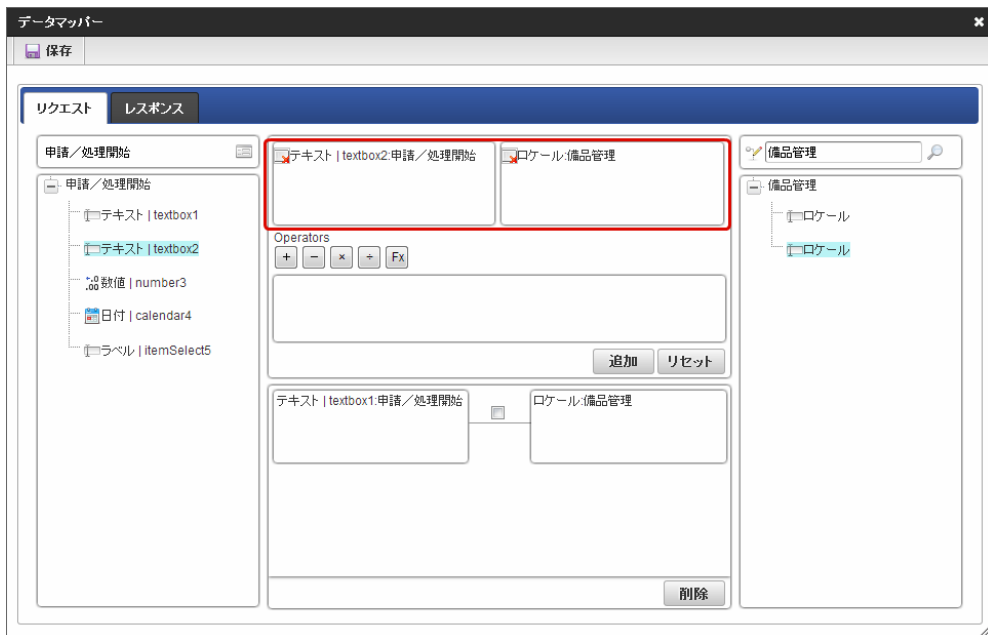 データマッパー
保存
リクエスト レスポンス
申請／処理開始
申請／処理開始
テキスト | textbox1
テキスト | textbox2
数値 | number3
日付 | calendar4
ラベル | itemSelect5
テキスト | textbox2:申請／処理開始
ロケール:備品管理
Operators
+ − × ÷ Fx
追加 リセット
テキスト | textbox1:申請／処理開始
ロケール:備品管理
削除
備品管理
備品管理
ロケール
ロケール